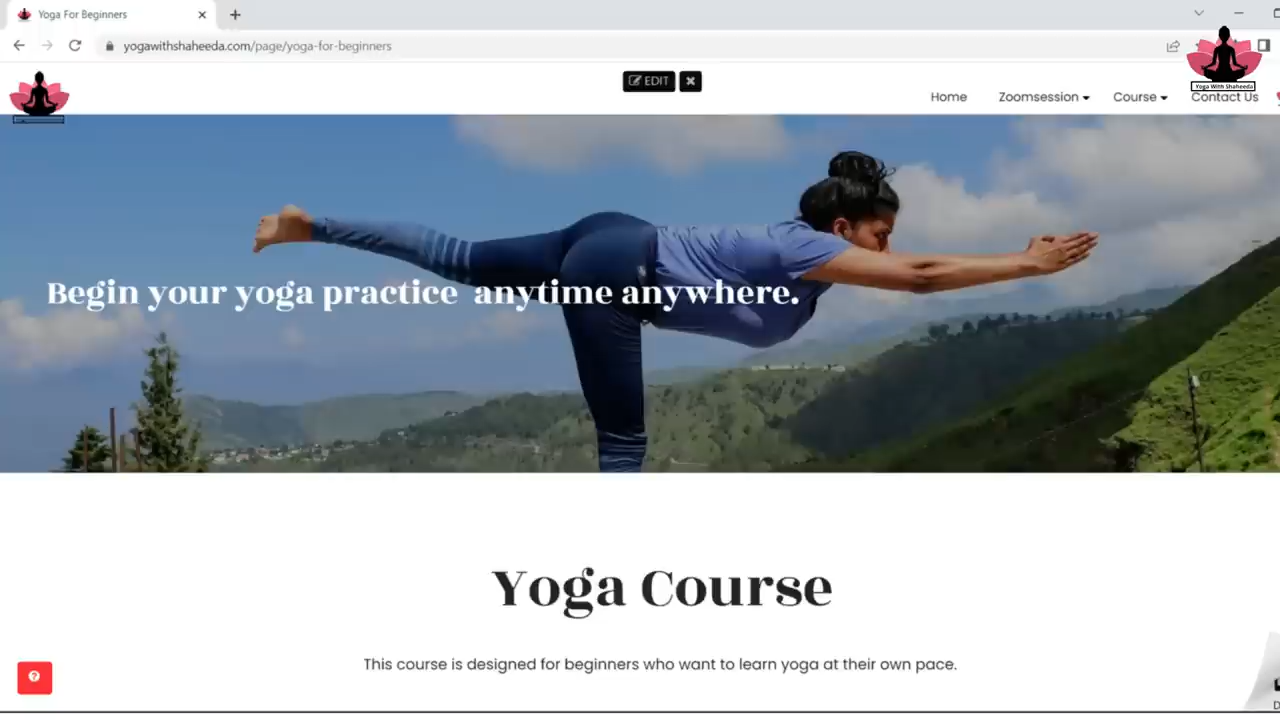 Yoga For Beginners
yogawithshaheeda.com/page/yoga-for-beginners
EDIT
Yoga With Shaheeda
Home Zoomsession Course Contact Us
Begin your yoga practice anytime anywhere.
Yoga Course
This course is designed for beginners who want to learn yoga at their own pace.